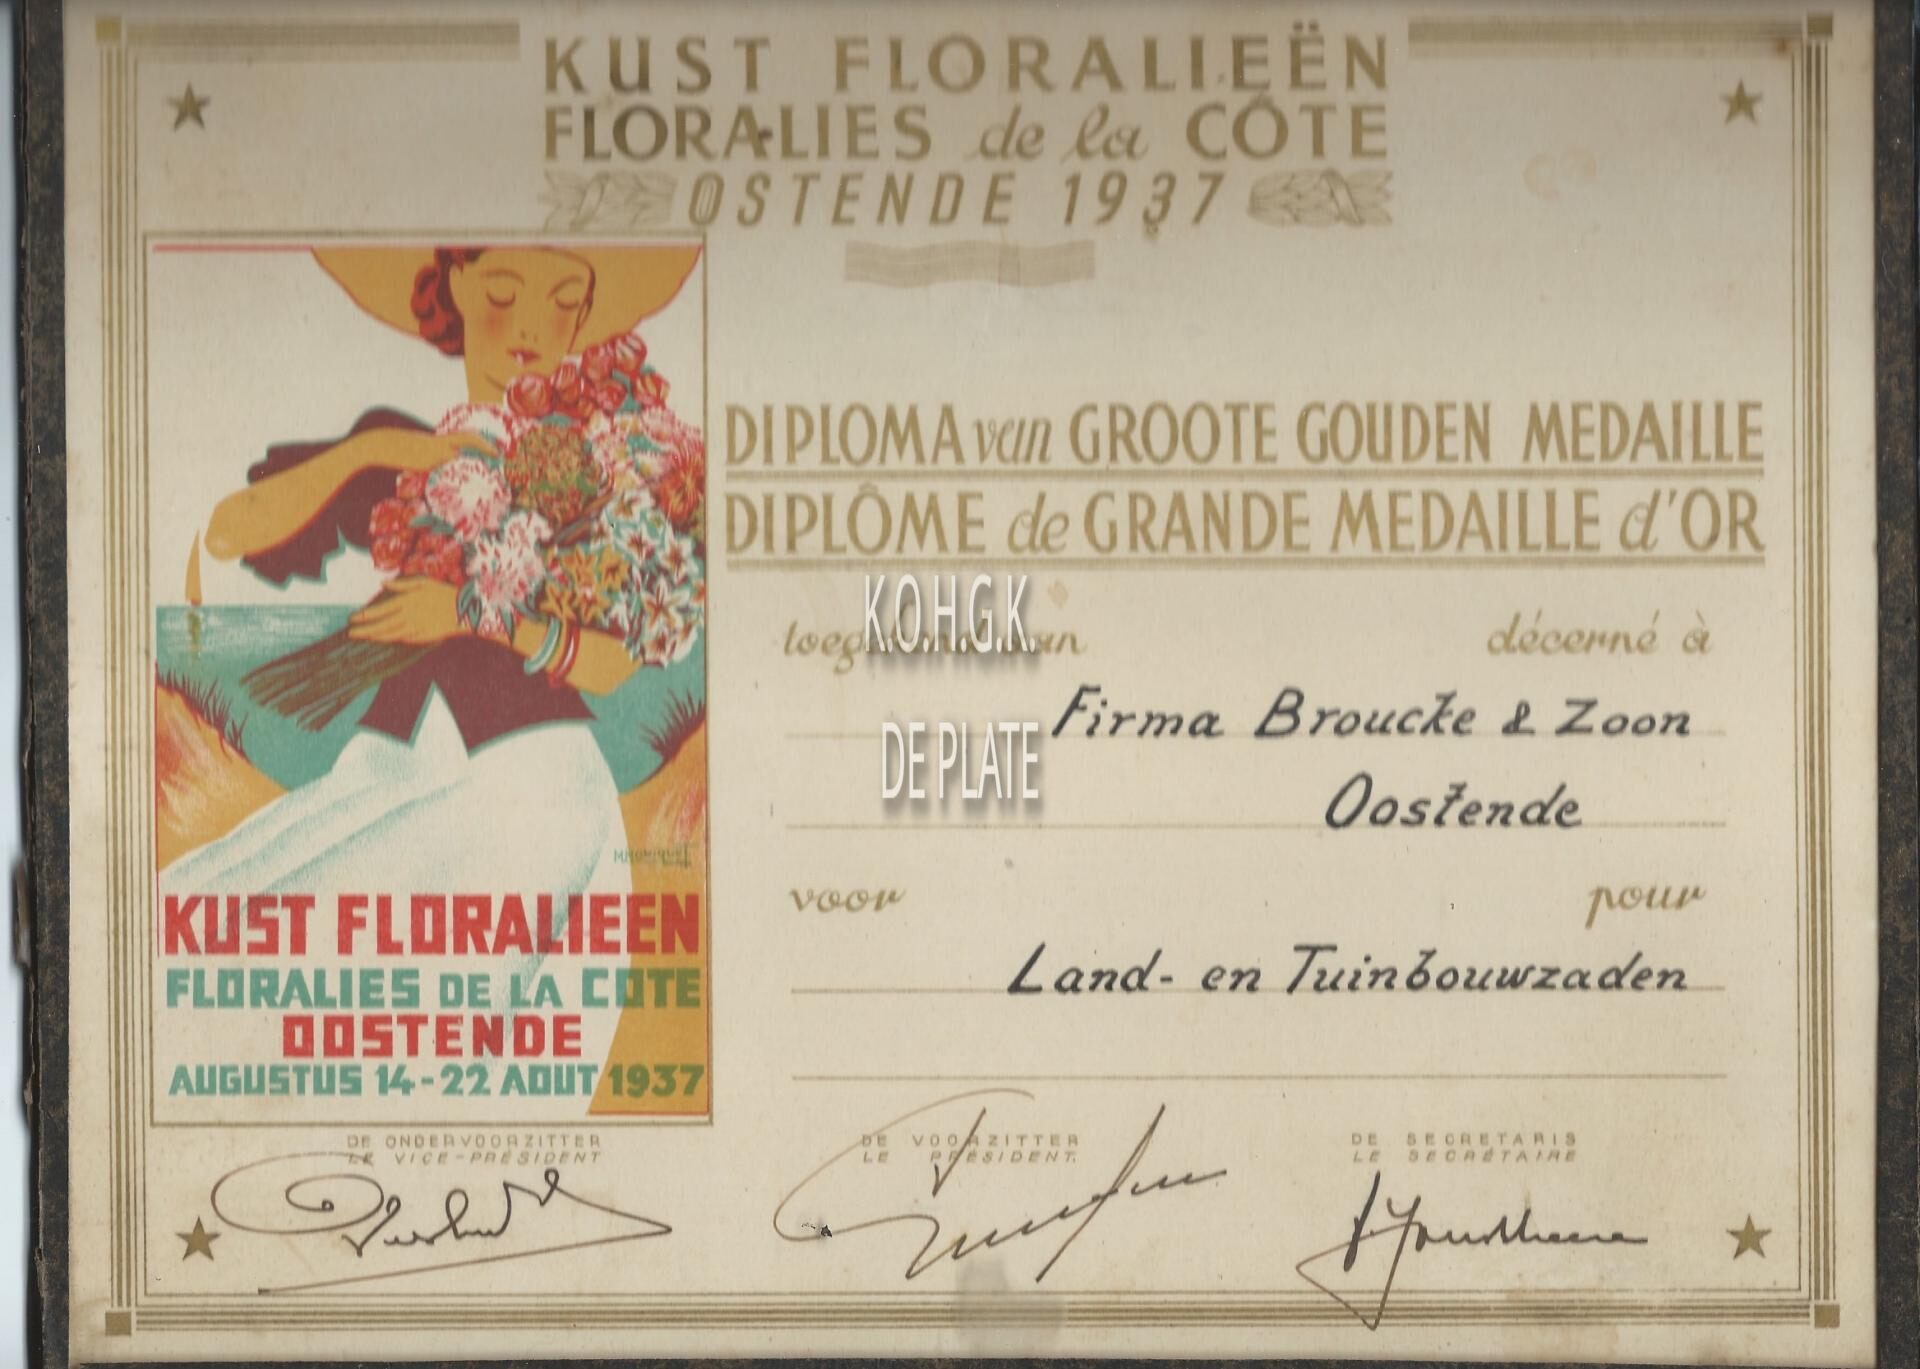 KUST FLORALIEËN
FLORALIES de la CÔTE
OSTENDE 1937
DIPLOMA van GROOTE GOUDEN MEDAILLE
DIPLÔME de GRANDE MEDAILLE d'OR
K.O.H.G.K.
décerné à
Firma Broucke & Zoon
DE PLATE
Oostende
voor pour
Land- en Tuinbouwzaden
KUST FLORALIEEN
FLORALIES DE LA COTE
OOSTENDE
AUGUSTUS 14-22 AOUT 1937
DE ONDERVOORZITTER
LE VICE-PRÉSIDENT
DE VOORZITTER
LE PRÉSIDENT.
DE SECRETARIS
LE SECRÉTAIRE